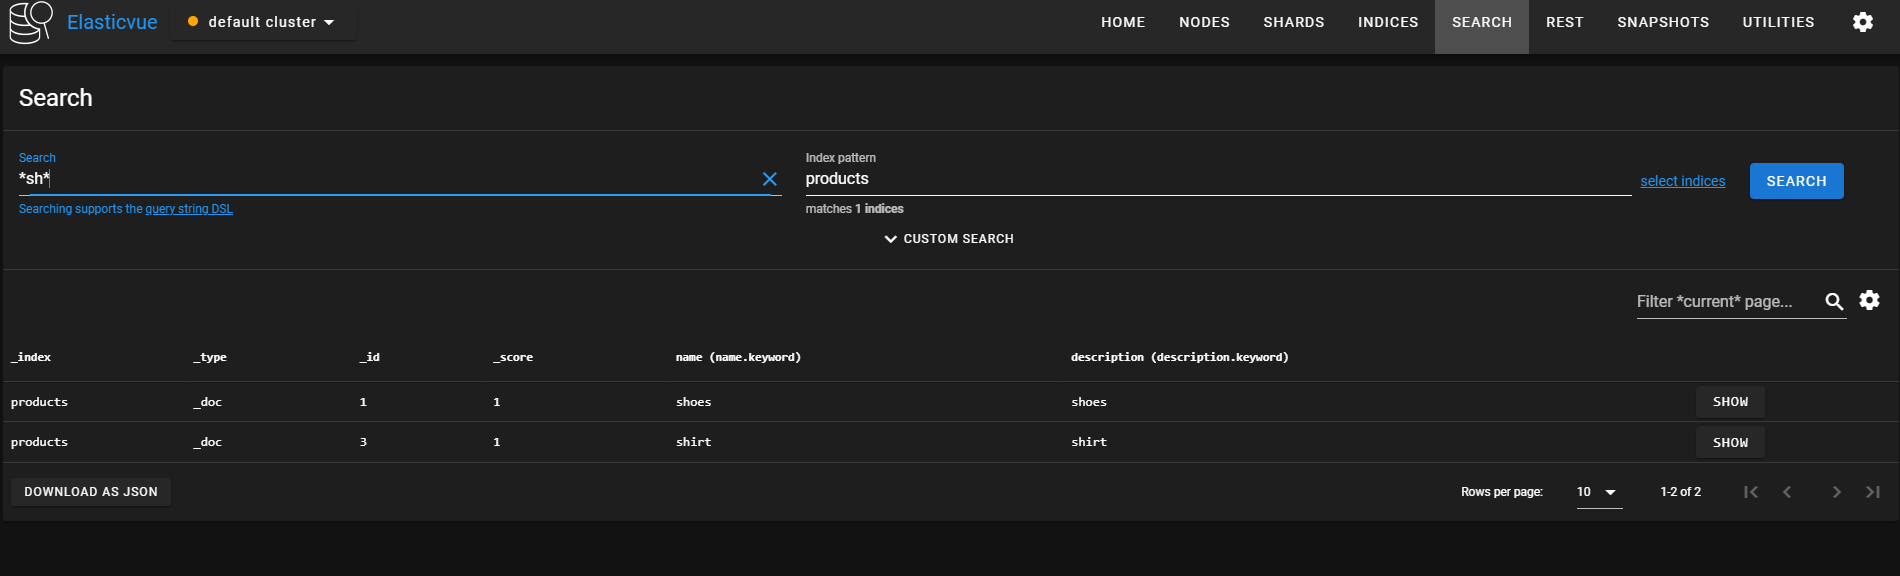 Elasticvue default cluster HOME NODES SHARDS INDICES SEARCH REST SNAPSHOTS UTILITIES
Search
Search Index pattern
*sh* products select indices SEARCH
Searching supports the query string DSL matches 1 indices
CUSTOM SEARCH
Filter *current* page...
_index _type _id _score name (name.keyword) description (description.keyword)
products _doc 1 1 shoes shoes SHOW
products _doc 3 1 shirt shirt SHOW
DOWNLOAD AS JSON Rows per page: 10 1-2 of 2